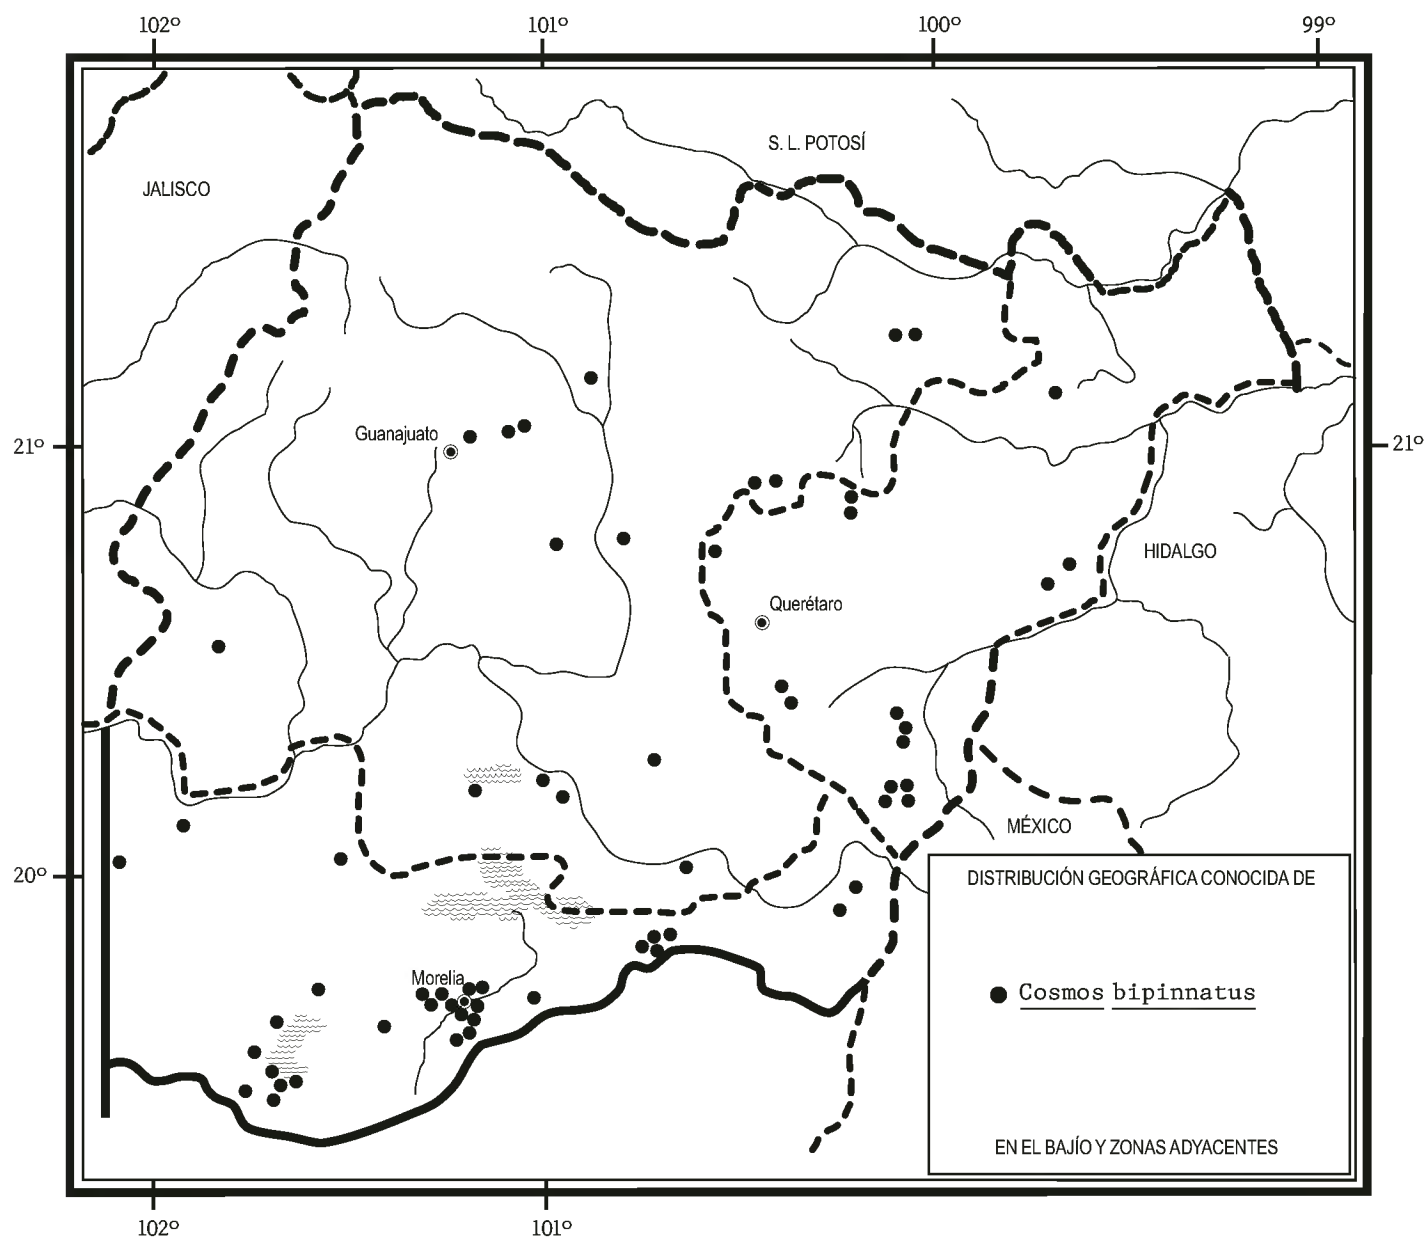 102º 101º 100º 99º
S. L. POTOSÍ
JALISCO
Guanajuato
21º 21º
HIDALGO
Querétaro
MÉXICO
20º
DISTRIBUCIÓN GEOGRÁFICA CONOCIDA DE
Morelia
Cosmos bipinnatus
EN EL BAJÍO Y ZONAS ADYACENTES
102º 101º